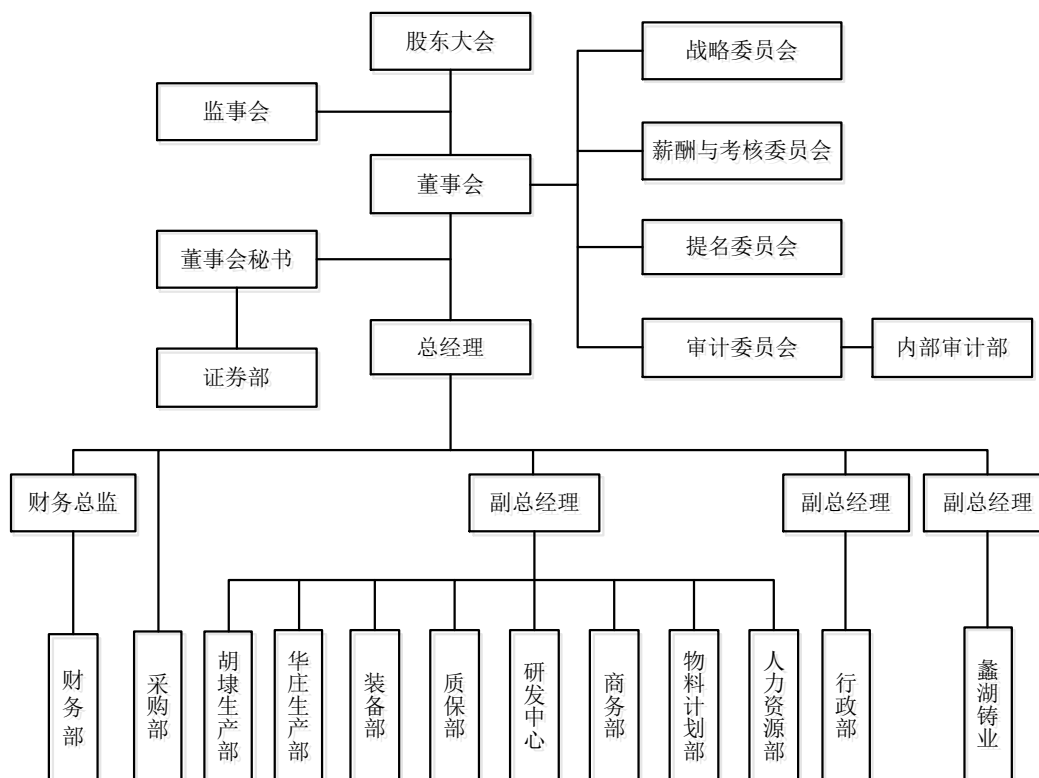 股东大会
战略委员会
监事会
薪酬与考核委员会
董事会
董事会秘书
提名委员会
总经理
审计委员会
内部审计部
证券部
财务总监
副总经理
副总经理
副总经理
财务部
采购部
胡埭生产部
华庄生产部
装备部
质保部
研发中心
商务部
物料计划部
人力资源部
行政部
蠡湖铸业